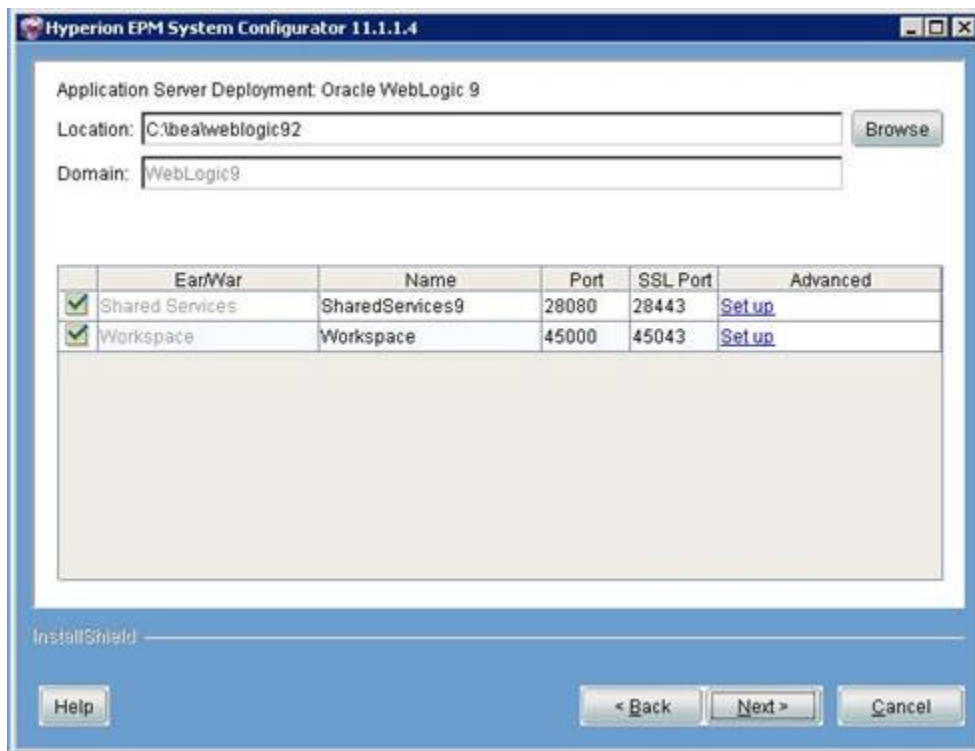 Hyperion EPM System Configurator 11.1.1.4
Application Server Deployment: Oracle WebLogic 9
Location: C:\bea\weblogic92 Browse
Domain: WebLogic9
Ear/War Name Port SSL Port Advanced
Shared Services SharedServices9 28080 28443 Set up
Workspace Workspace 45000 45043 Set up
InstallShield
Help < Back Next > Cancel